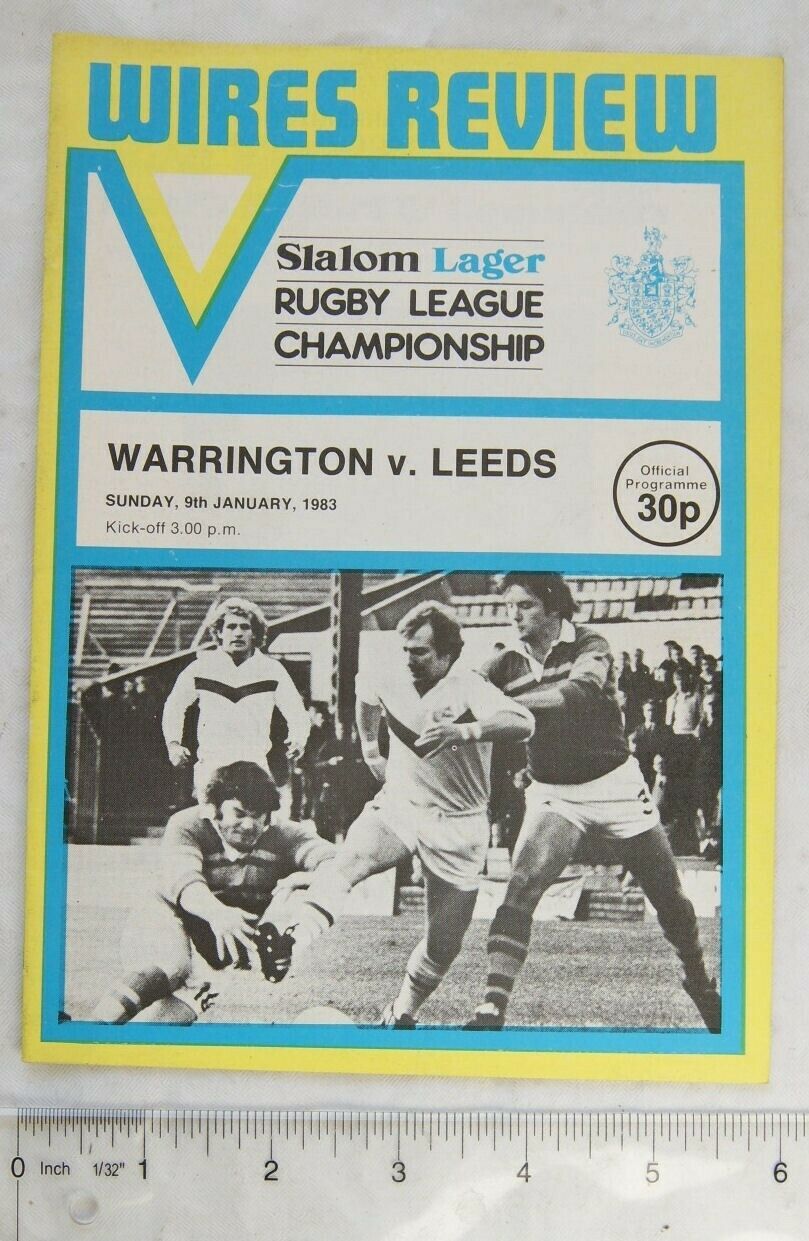 WIRES REVIEW
Slalom Lager
RUGBY LEAGUE
CHAMPIONSHIP
WARRINGTON v. LEEDS
SUNDAY, 9th JANUARY, 1983
Kick-off 3.00 p.m.
Official
Programme
30p
0 Inch 1/32" 1 2 3 4 5 6